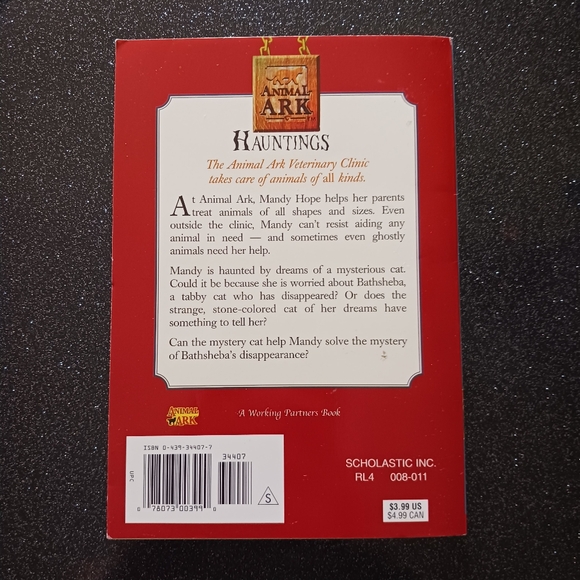 ANIMAL
ARK
HAUNTINGS
The Animal Ark Veterinary Clinic
takes care of animals of all kinds.
At Animal Ark, Mandy Hope helps her parents
treat animals of all shapes and sizes. Even
outside the clinic, Mandy can't resist aiding any
animal in need — and sometimes even ghostly
animals need her help.
Mandy is haunted by dreams of a mysterious cat.
Could it be because she was worried about Bathsheba,
a tabby cat who has disappeared? Or does the
strange, stone-colored cat of her dreams have
something to tell her?
Can the mystery cat help Mandy solve the mystery
of Bathsheba's disappearance?
ANIMAL
ARK
A Working Partners Book
ISBN 0-439-34407-7
34407
UPC
S
0 78073 00399 0
SCHOLASTIC INC.
RL4 008-011
$3.99 US
$4.99 CAN